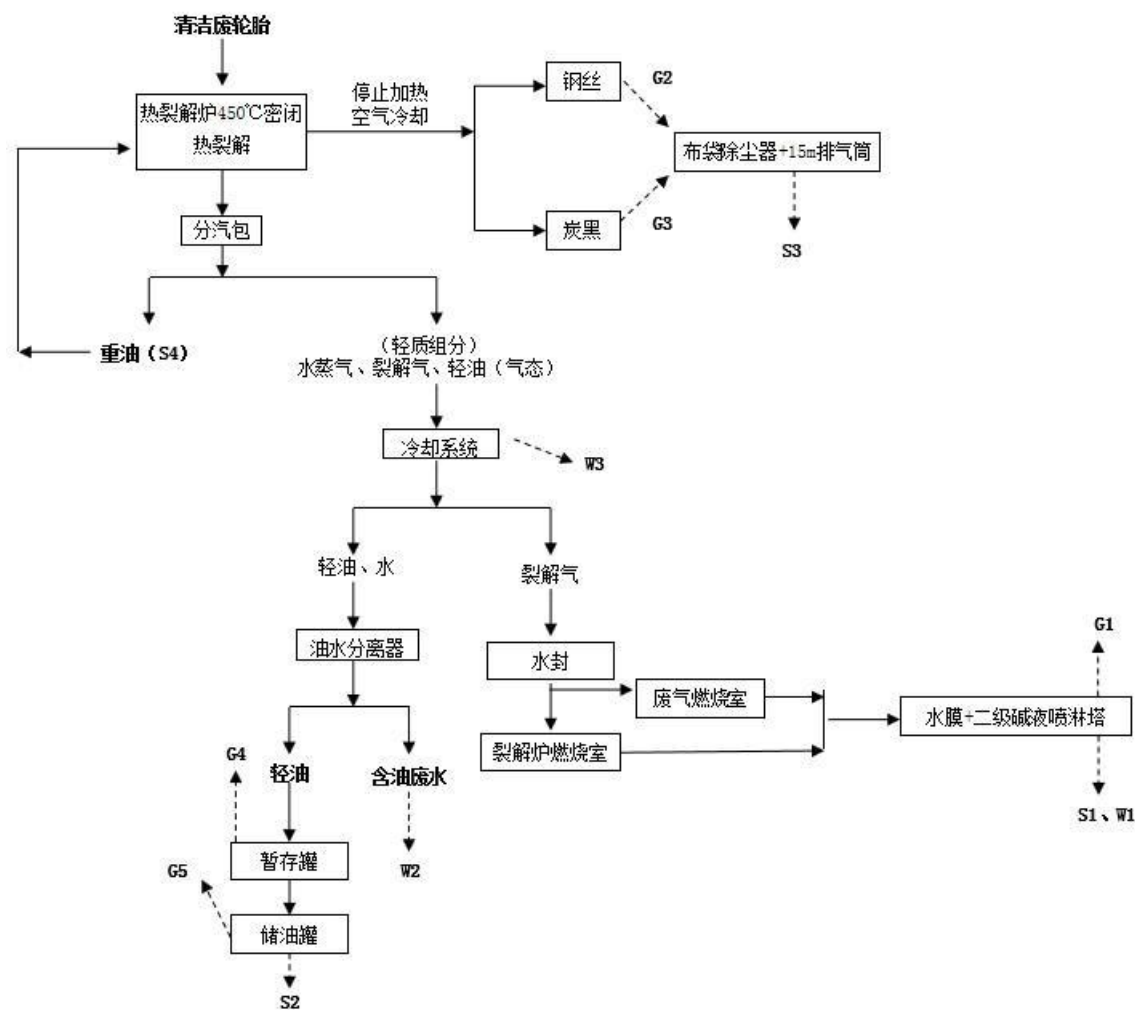 清洁废轮胎
热裂解炉450℃密闭
热裂解
停止加热
空气冷却
钢丝
G2
布袋除尘器+15m排气筒
炭黑
G3
S3
分汽包
重油（S4）
（轻质组分）
水蒸气、裂解气、轻油（气态）
冷却系统
W3
轻油、水
裂解气
油水分离器
水封
G1
废气燃烧室
水膜+二级碱液喷淋塔
裂解炉燃烧室
G4
轻油
含油废水
S1、W1
暂存罐
W2
G5
储油罐
S2